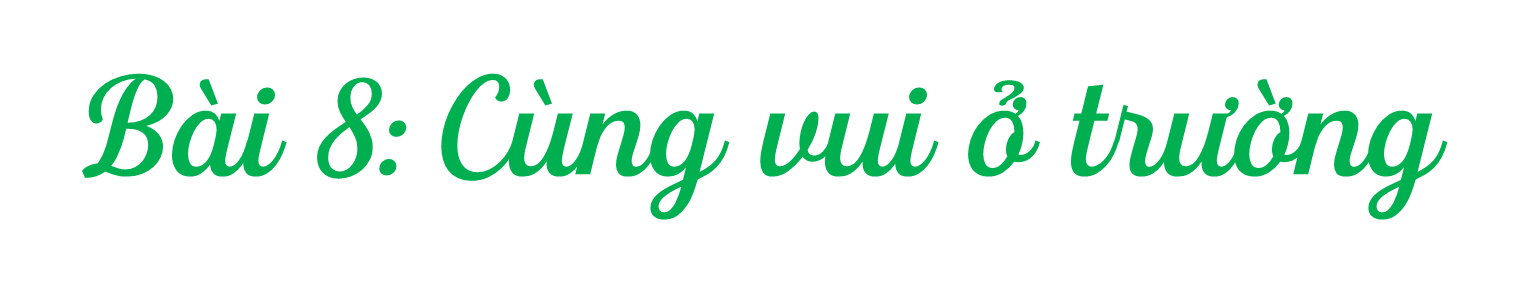 Bài 8: Cùng vui ở trường